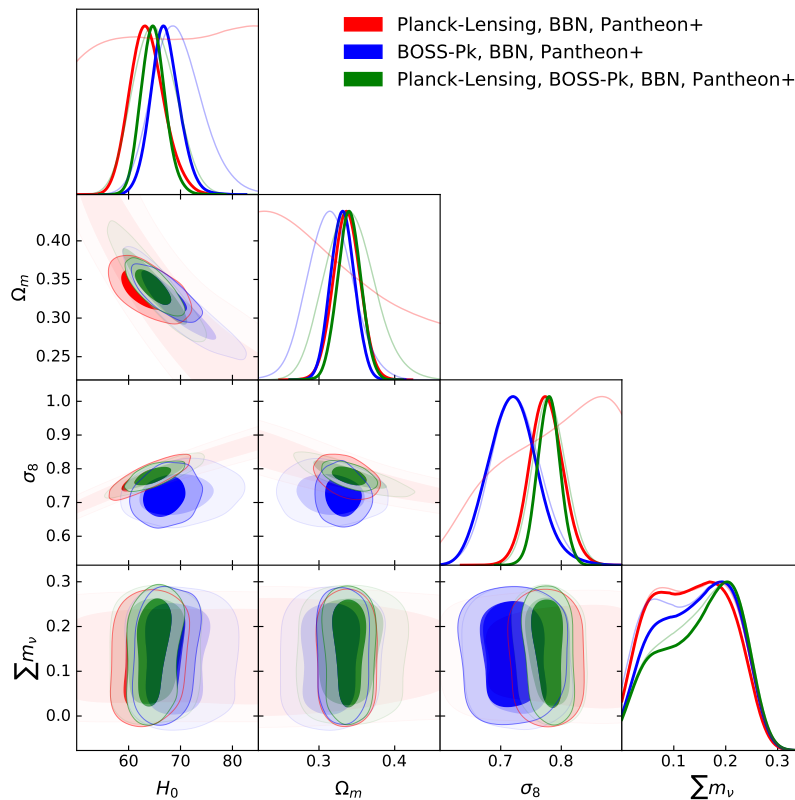 Planck-Lensing, BBN, Pantheon+
BOSS-Pk, BBN, Pantheon+
Planck-Lensing, BOSS-Pk, BBN, Pantheon+
Ωm
0.40
0.35
0.30
0.25
σ8
1.0
0.9
0.8
0.7
0.6
∑mν
0.3
0.2
0.1
0.0
60 70 80 0.3 0.4 0.8 0.1 0.2 0.3
H0 Ωm σ8 ∑mν